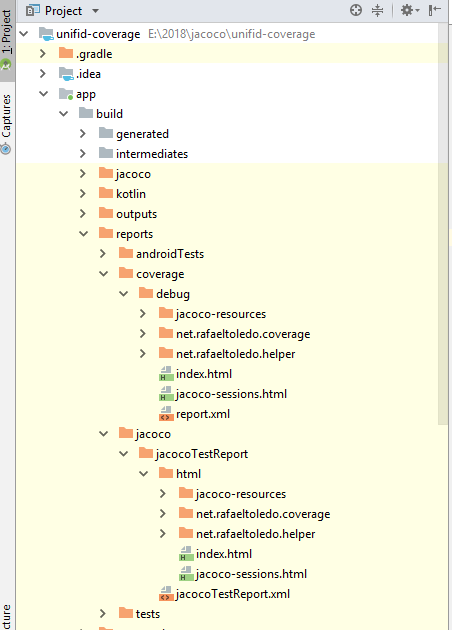 Project
1: Project
Captures
unifid-coverage E:\2018\jacoco\unifid-coverage
.gradle
.idea
app
build
generated
intermediates
jacoco
kotlin
outputs
reports
androidTests
coverage
debug
jacoco-resources
net.rafaeltoledo.coverage
net.rafaeltoledo.helper
index.html
jacoco-sessions.html
report.xml
jacoco
jacocoTestReport
html
jacoco-resources
net.rafaeltoledo.coverage
net.rafaeltoledo.helper
index.html
jacoco-sessions.html
jacocoTestReport.xml
tests